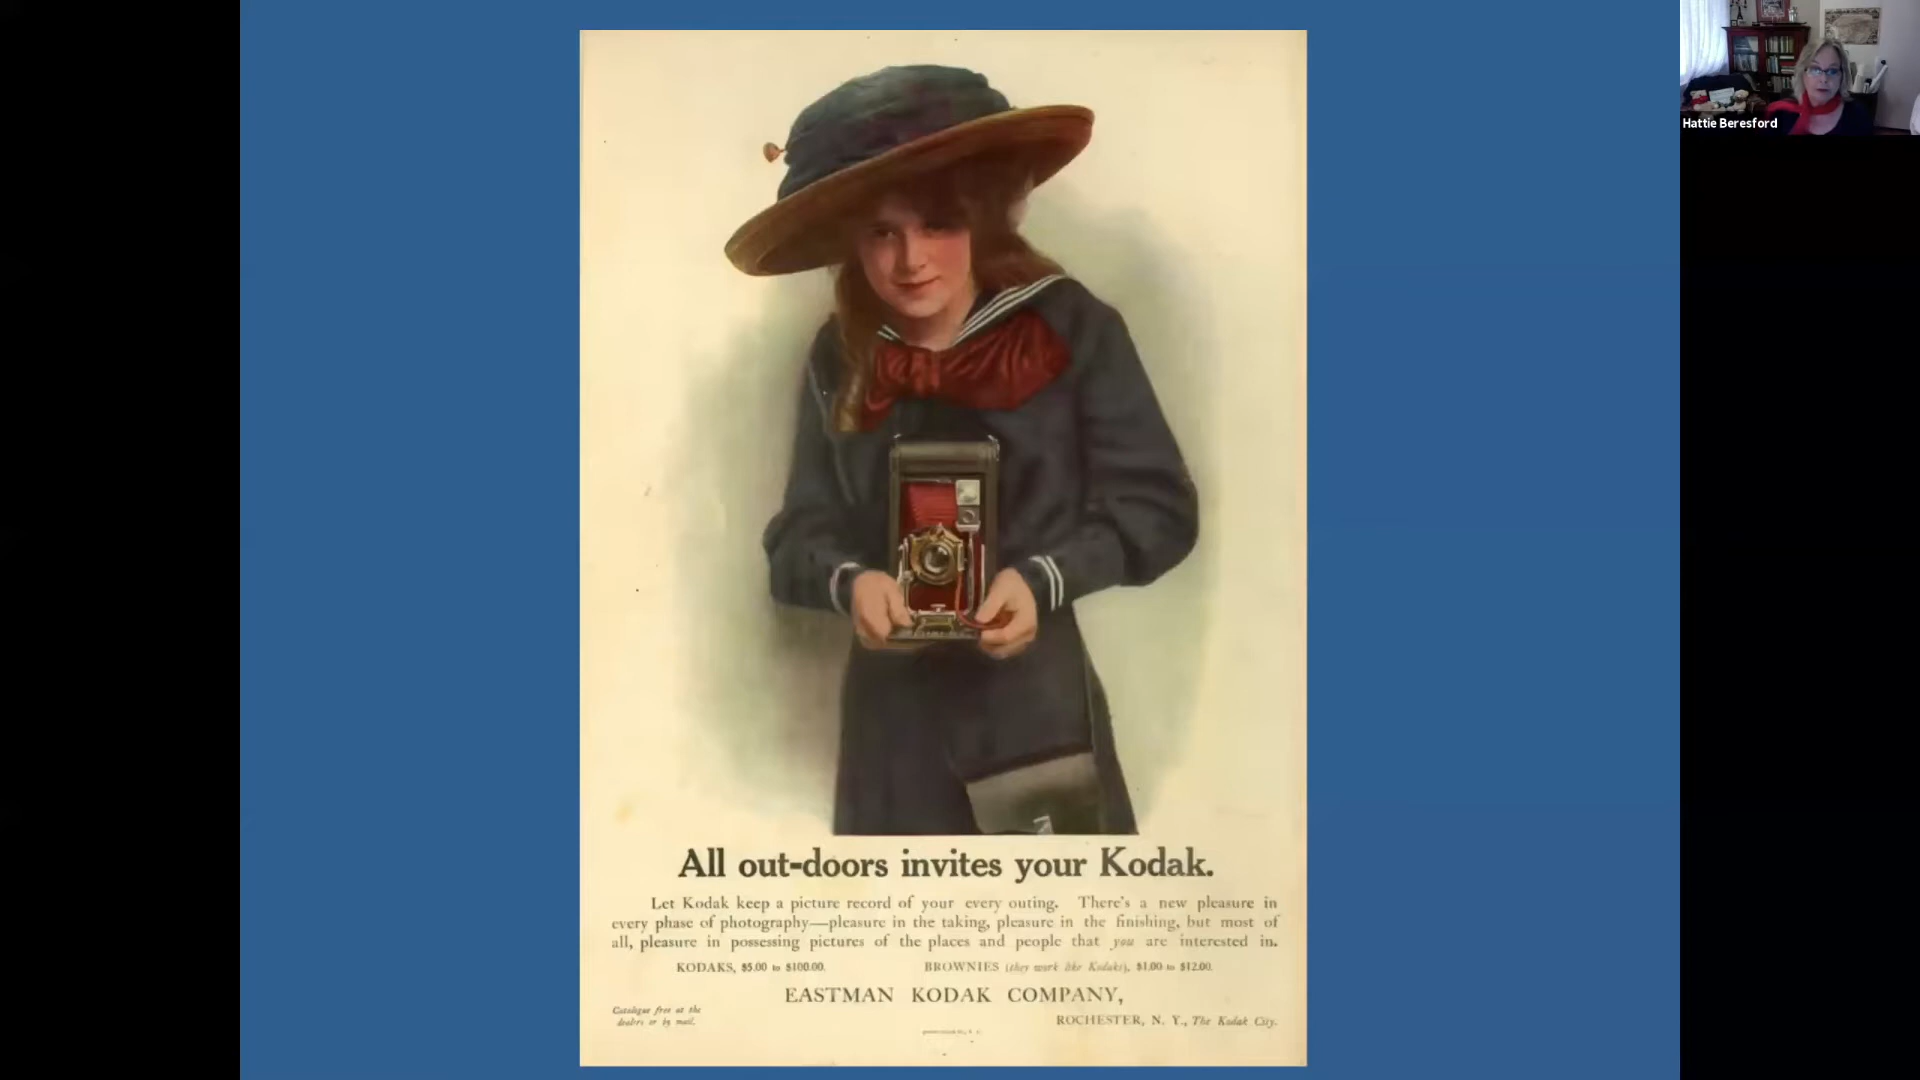 Hattie Beresford
All out-doors invites your Kodak.
Let Kodak keep a picture record of your every outing. There's a new pleasure in
every phase of photography—pleasure in the taking, pleasure in the finishing, but most of
all, pleasure in possessing pictures of the places and people that you are interested in.
KODAKS, $5.00 to $100.00. BROWNIES (they work like Kodaks), $1.00 to $12.00.
EASTMAN KODAK COMPANY,
Catalogue free at the
dealers or by mail.
ROCHESTER, N. Y., The Kodak City.